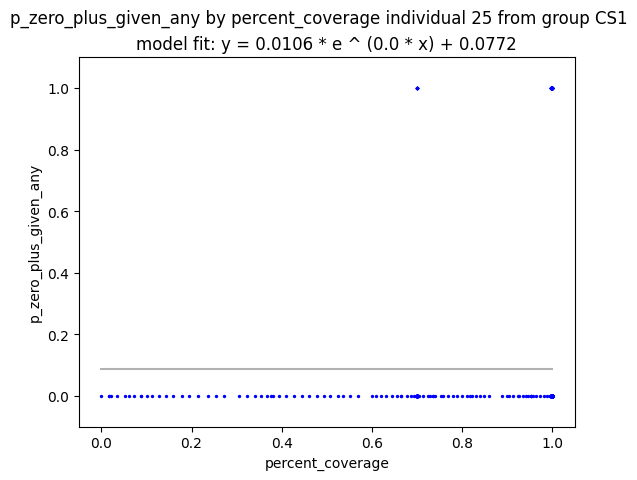 p_zero_plus_given_any by percent_coverage individual 25 from group CS1
model fit: y = 0.0106 * e ^ (0.0 * x) + 0.0772
1.0
0.8
0.6
0.4
0.2
0.0
p_zero_plus_given_any
0.0 0.2 0.4 0.6 0.8 1.0
percent_coverage